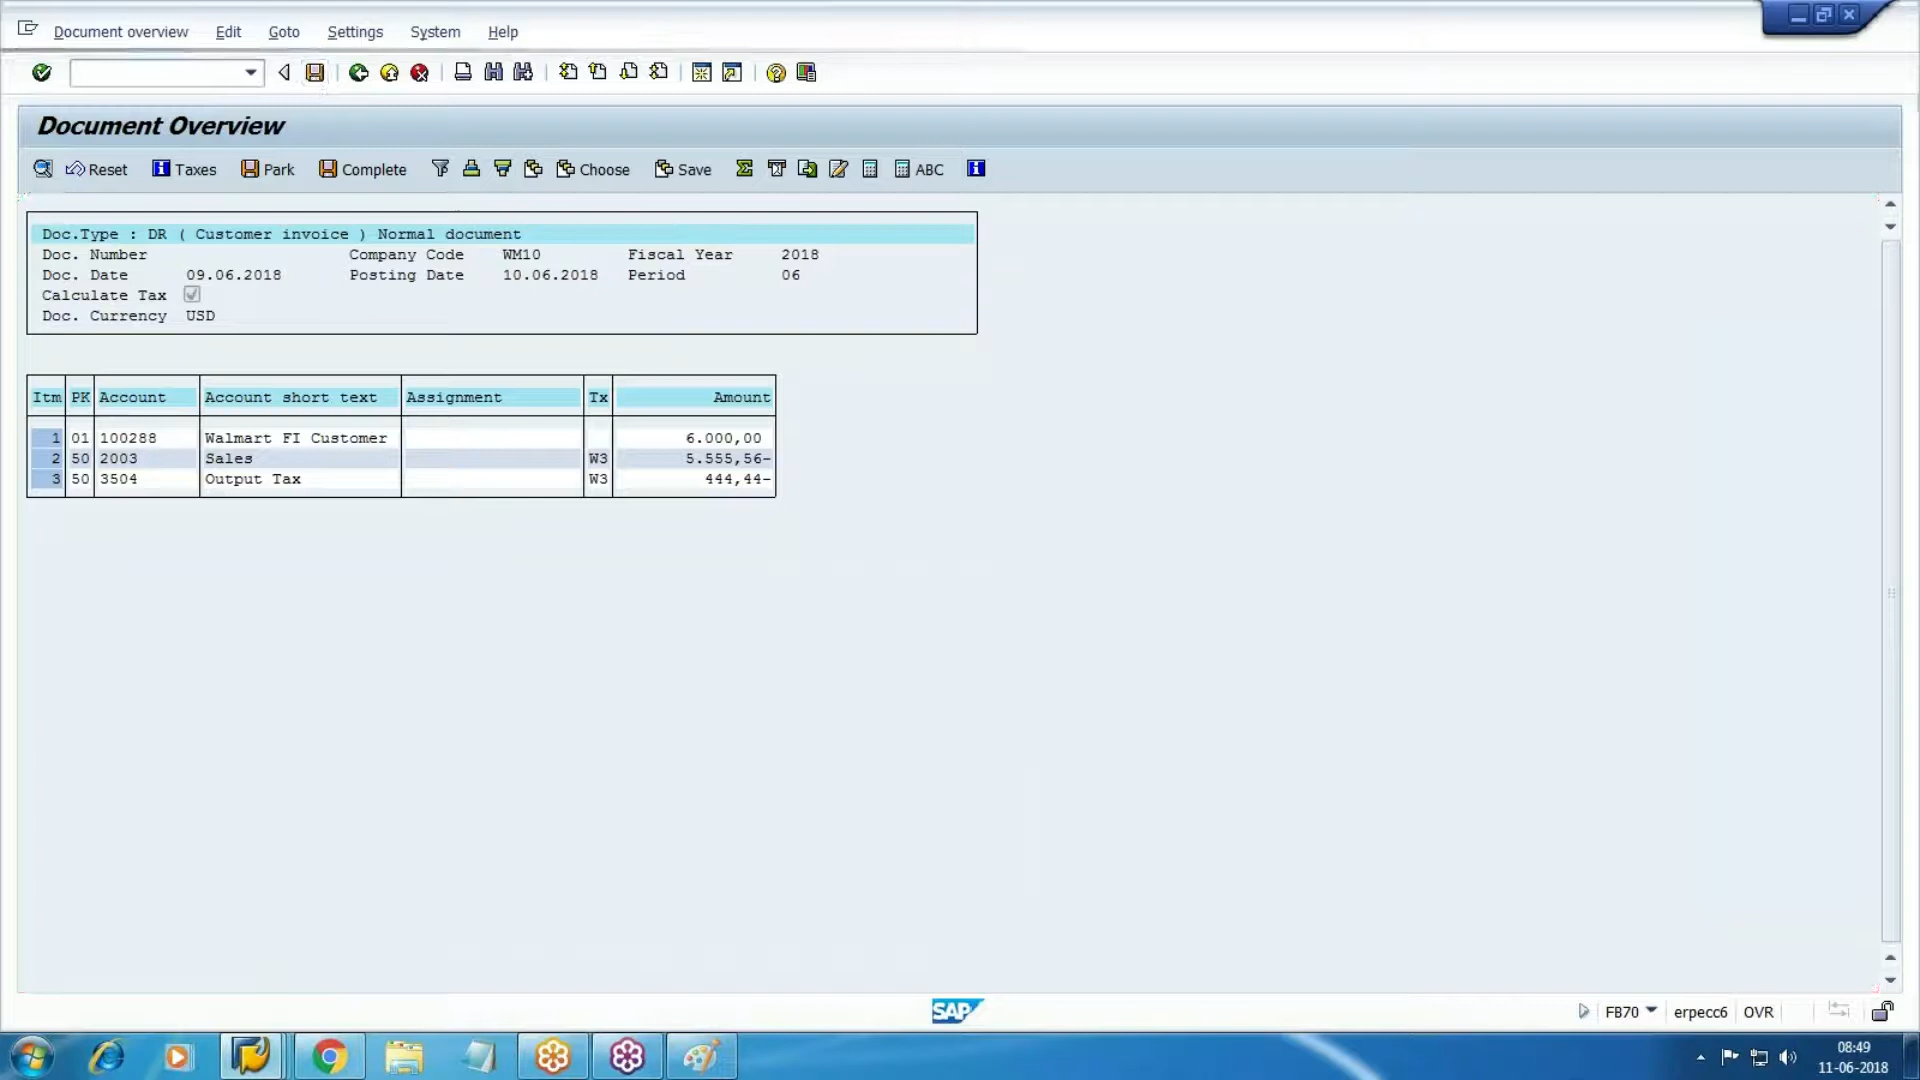 Document overview Edit Goto Settings System Help
Document Overview
Reset Taxes Park Complete Choose Save ABC
Doc.Type : DR ( Customer invoice ) Normal document
Doc. Number Company Code WM10 Fiscal Year 2018
Doc. Date 09.06.2018 Posting Date 10.06.2018 Period 06
Calculate Tax
Doc. Currency USD
Itm PK Account Account short text Assignment Tx Amount
1 01 100288 Walmart FI Customer 6.000,00
2 50 2003 Sales W3 5.555,56-
3 50 3504 Output Tax W3 444,44-
SAP
FB70 erpecc6 OVR
08:49
11-06-2018